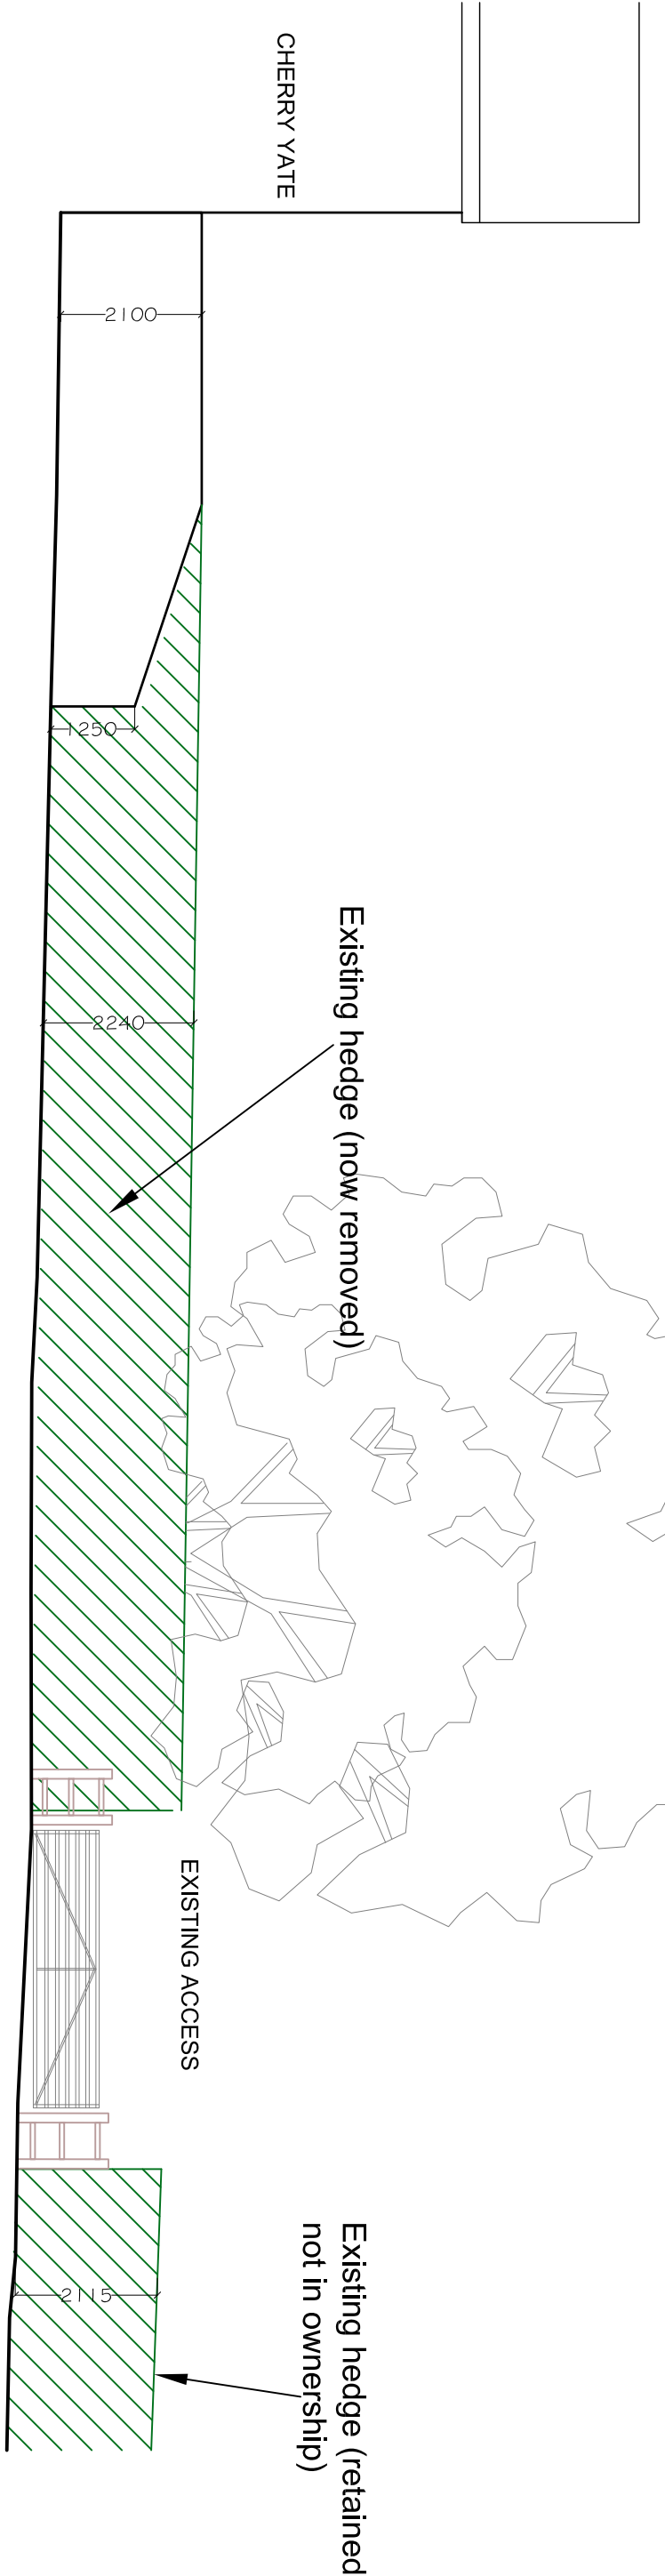 CHERRY YATE
2100
1250
2240
Existing hedge (now removed)
EXISTING ACCESS
2115
Existing hedge (retained
not in ownership)